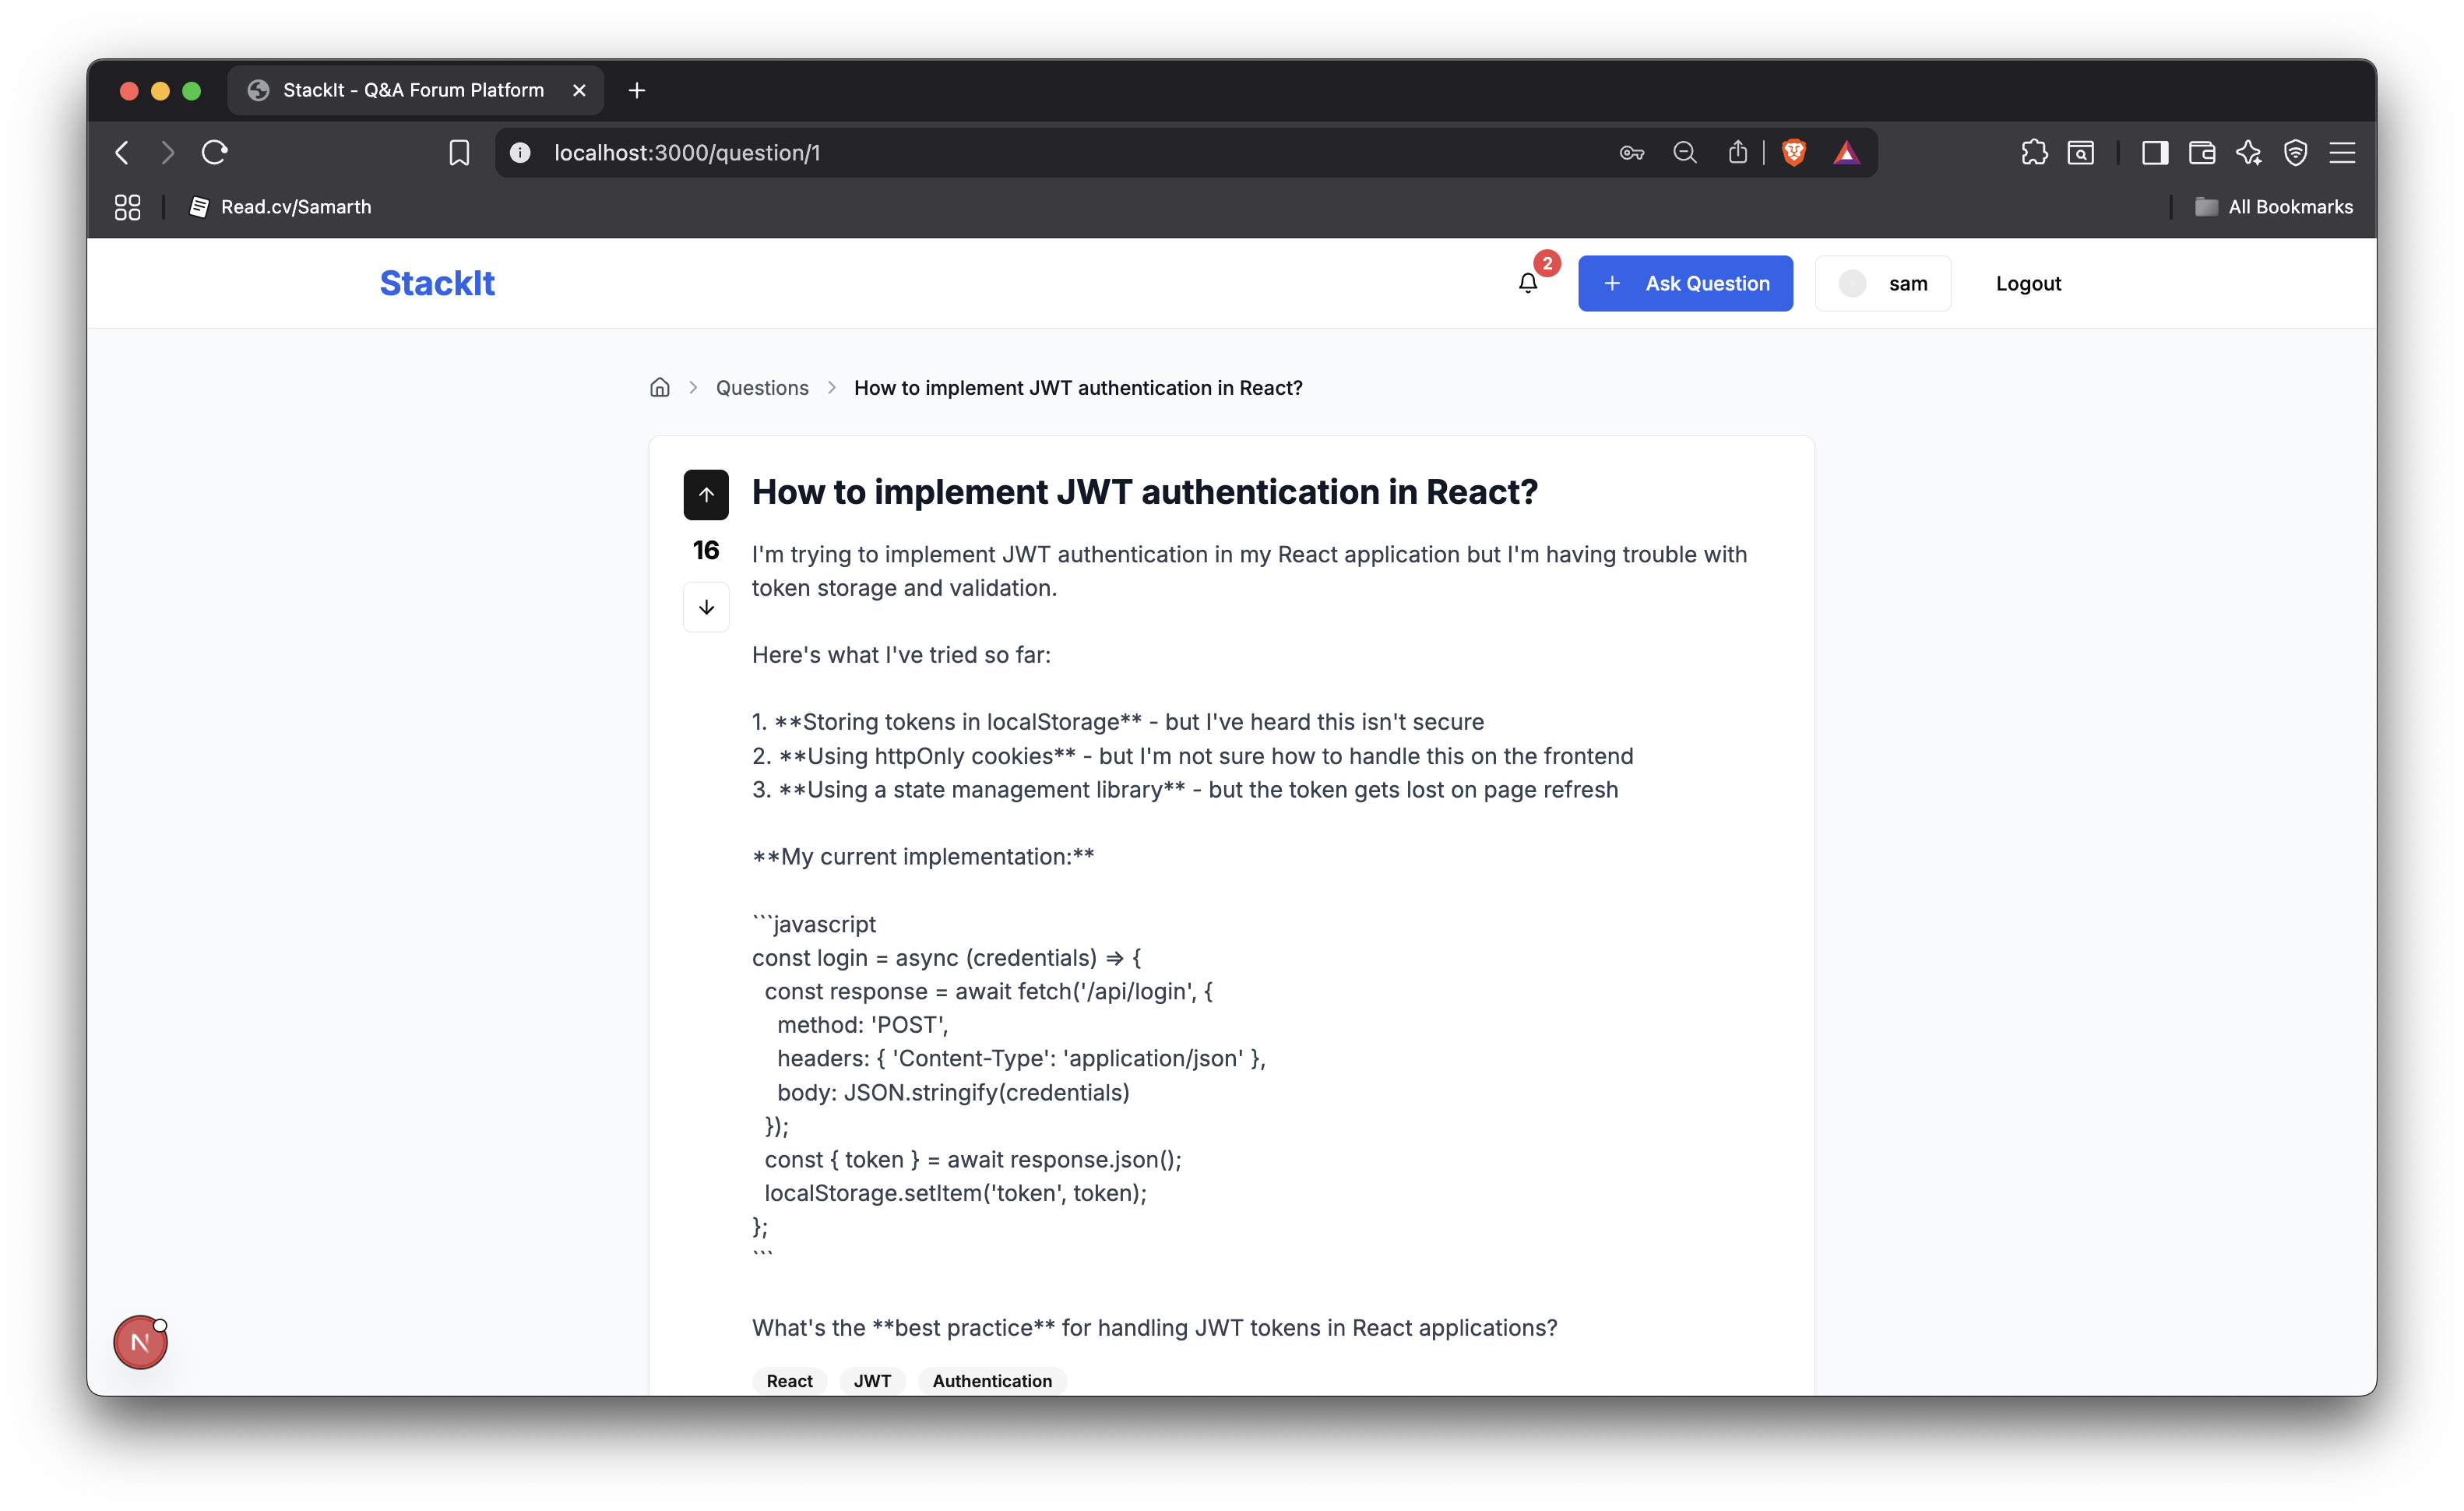 StackIt - Q&A Forum Platform
localhost:3000/question/1
Read.cv/Samarth
All Bookmarks
StackIt
2
Ask Question
sam
Logout
Questions
How to implement JWT authentication in React?
How to implement JWT authentication in React?
16
I'm trying to implement JWT authentication in my React application but I'm having trouble with
token storage and validation.
Here's what I've tried so far:
1. **Storing tokens in localStorage** - but I've heard this isn't secure
2. **Using httpOnly cookies** - but I'm not sure how to handle this on the frontend
3. **Using a state management library** - but the token gets lost on page refresh
**My current implementation:**
```javascript
const login = async (credentials) => {
const response = await fetch('/api/login', {
method: 'POST',
headers: { 'Content-Type': 'application/json' },
body: JSON.stringify(credentials)
});
const { token } = await response.json();
localStorage.setItem('token', token);
};
```
What's the **best practice** for handling JWT tokens in React applications?
React
JWT
Authentication
N